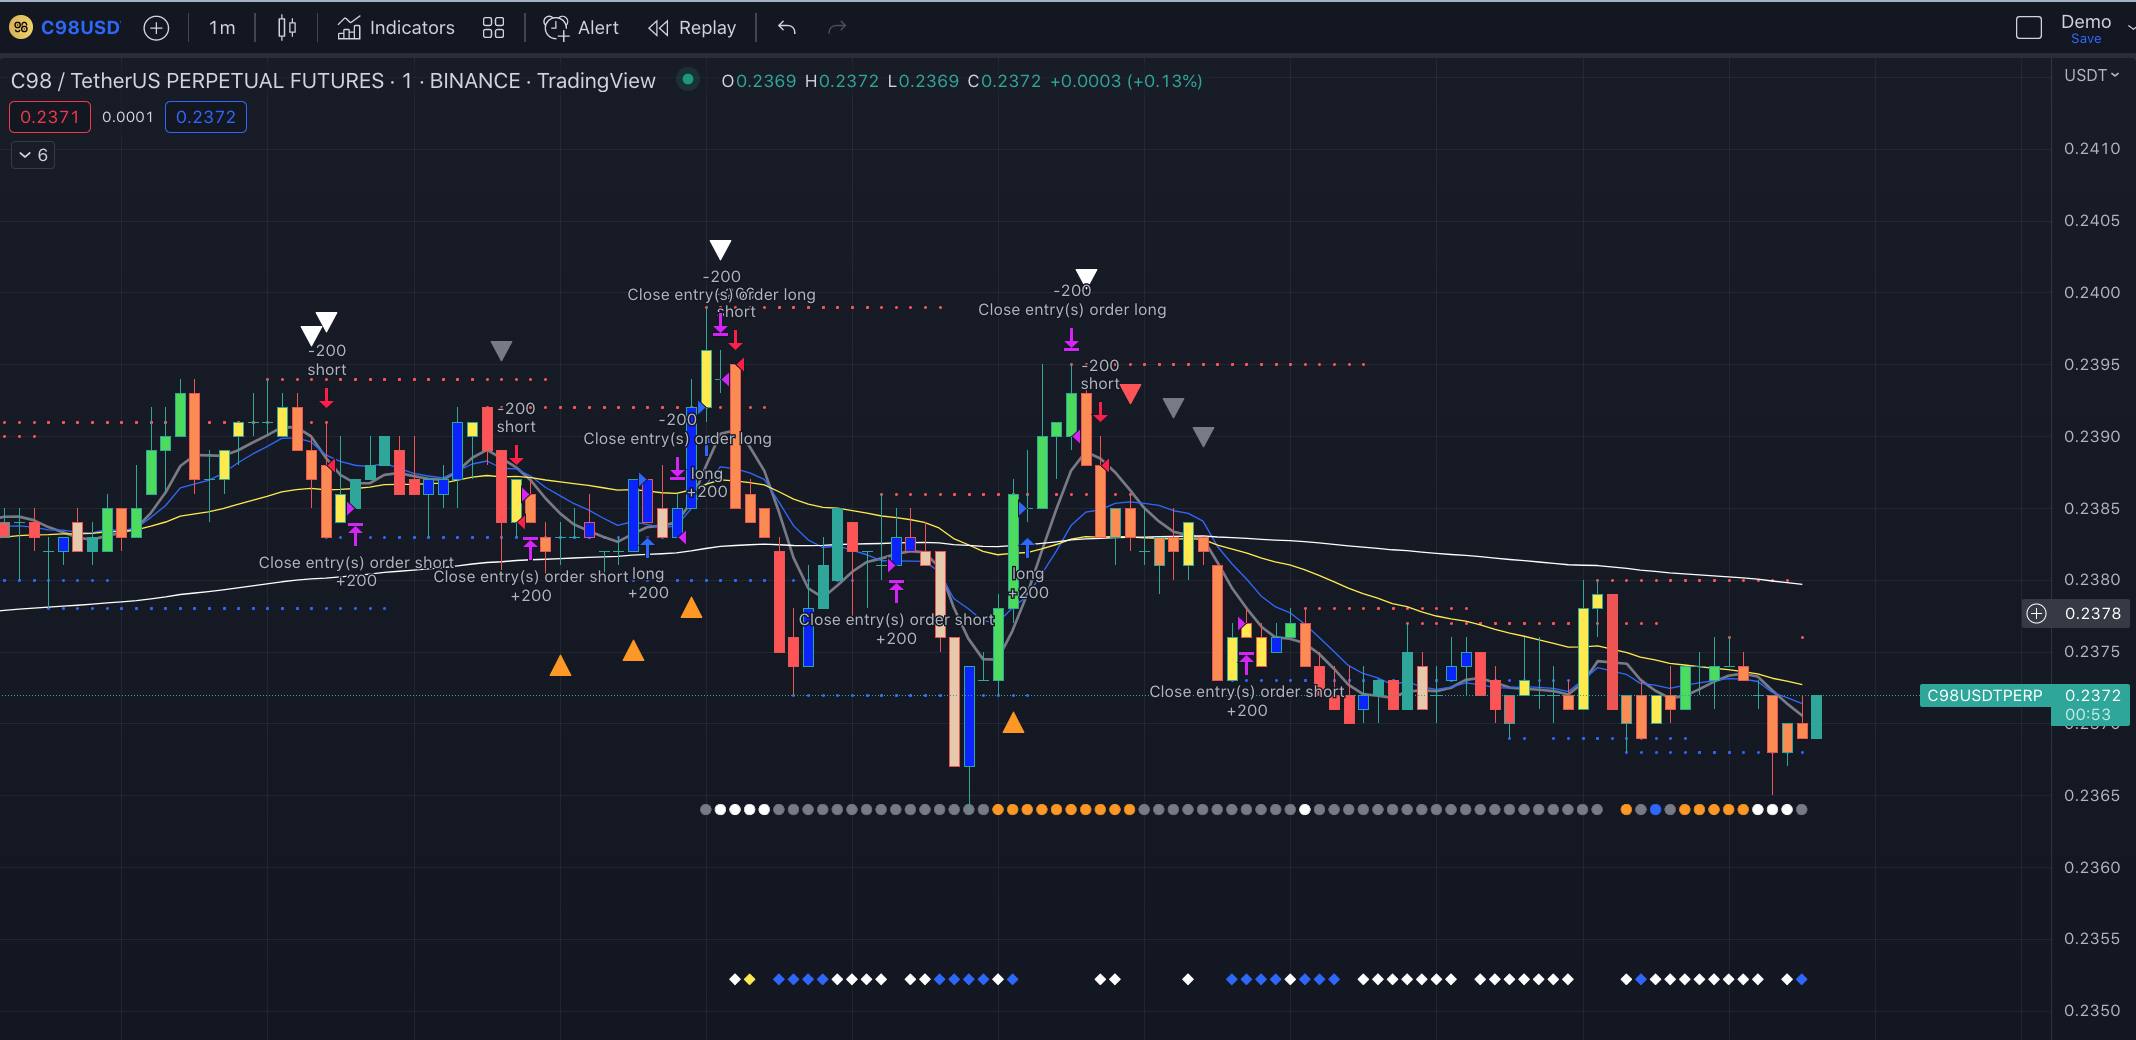 C98USD
1m
Indicators
Alert
Replay
Demo
Save
C98 / TetherUS PERPETUAL FUTURES · 1 · BINANCE · TradingView
O0.2369 H0.2372 L0.2369 C0.2372 +0.0003 (+0.13%)
USDT
0.2371 0.0001 0.2372
6
0.2410
0.2405
0.2400
0.2395
0.2390
0.2385
0.2380
0.2378
0.2375
C98USDTPERP 0.2372
00:53
0.2365
0.2360
0.2355
0.2350
-200
short
Close entry(s) order short
+200
-200
short
Close entry(s) order short
+200
long
+200
-200
Close entry(s) order long
long
+200
-200
Close entry(s) order long
short
Close entry(s) order short
+200
long
+200
-200
Close entry(s) order long
-200
short
Close entry(s) order short
+200